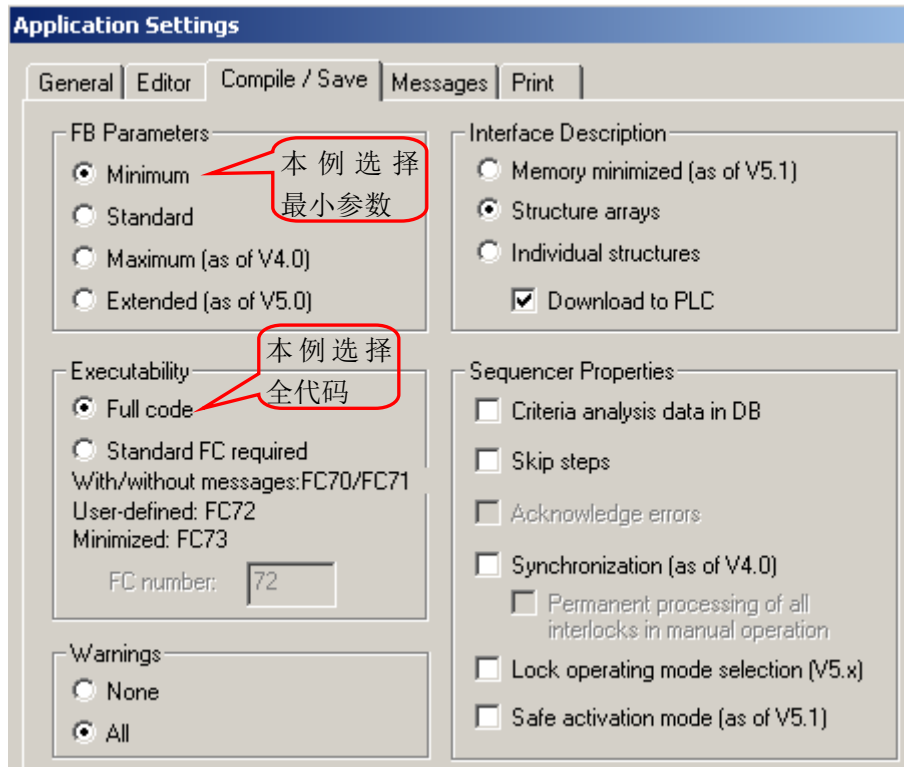 Application Settings
General Editor Compile / Save Messages Print
FB Parameters
Minimum
本例选择
最小参数
Standard
Maximum (as of V4.0)
Extended (as of V5.0)
Interface Description
Memory minimized (as of V5.1)
Structure arrays
Individual structures
Download to PLC
Executability
本例选择
全代码
Full code
Standard FC required
With/without messages:FC70/FC71
User-defined: FC72
Minimized: FC73
FC number: 72
Sequencer Properties
Criteria analysis data in DB
Skip steps
Acknowledge errors
Synchronization (as of V4.0)
Permanent processing of all
interlocks in manual operation
Lock operating mode selection (V5.x)
Safe activation mode (as of V5.1)
Warnings
None
All